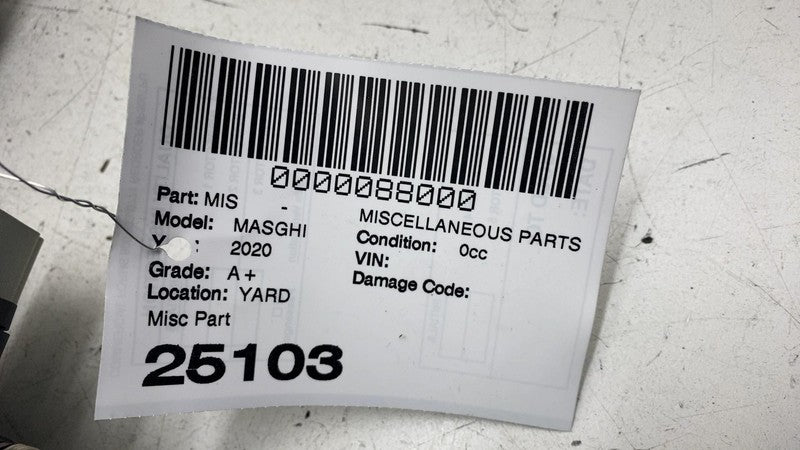 0000088000
Part: MIS - MISCELLANEOUS PARTS
Model: MASGHI Condition: 0cc
Y : 2020 VIN:
Grade: A+ Damage Code:
Location: YARD
Misc Part
25103